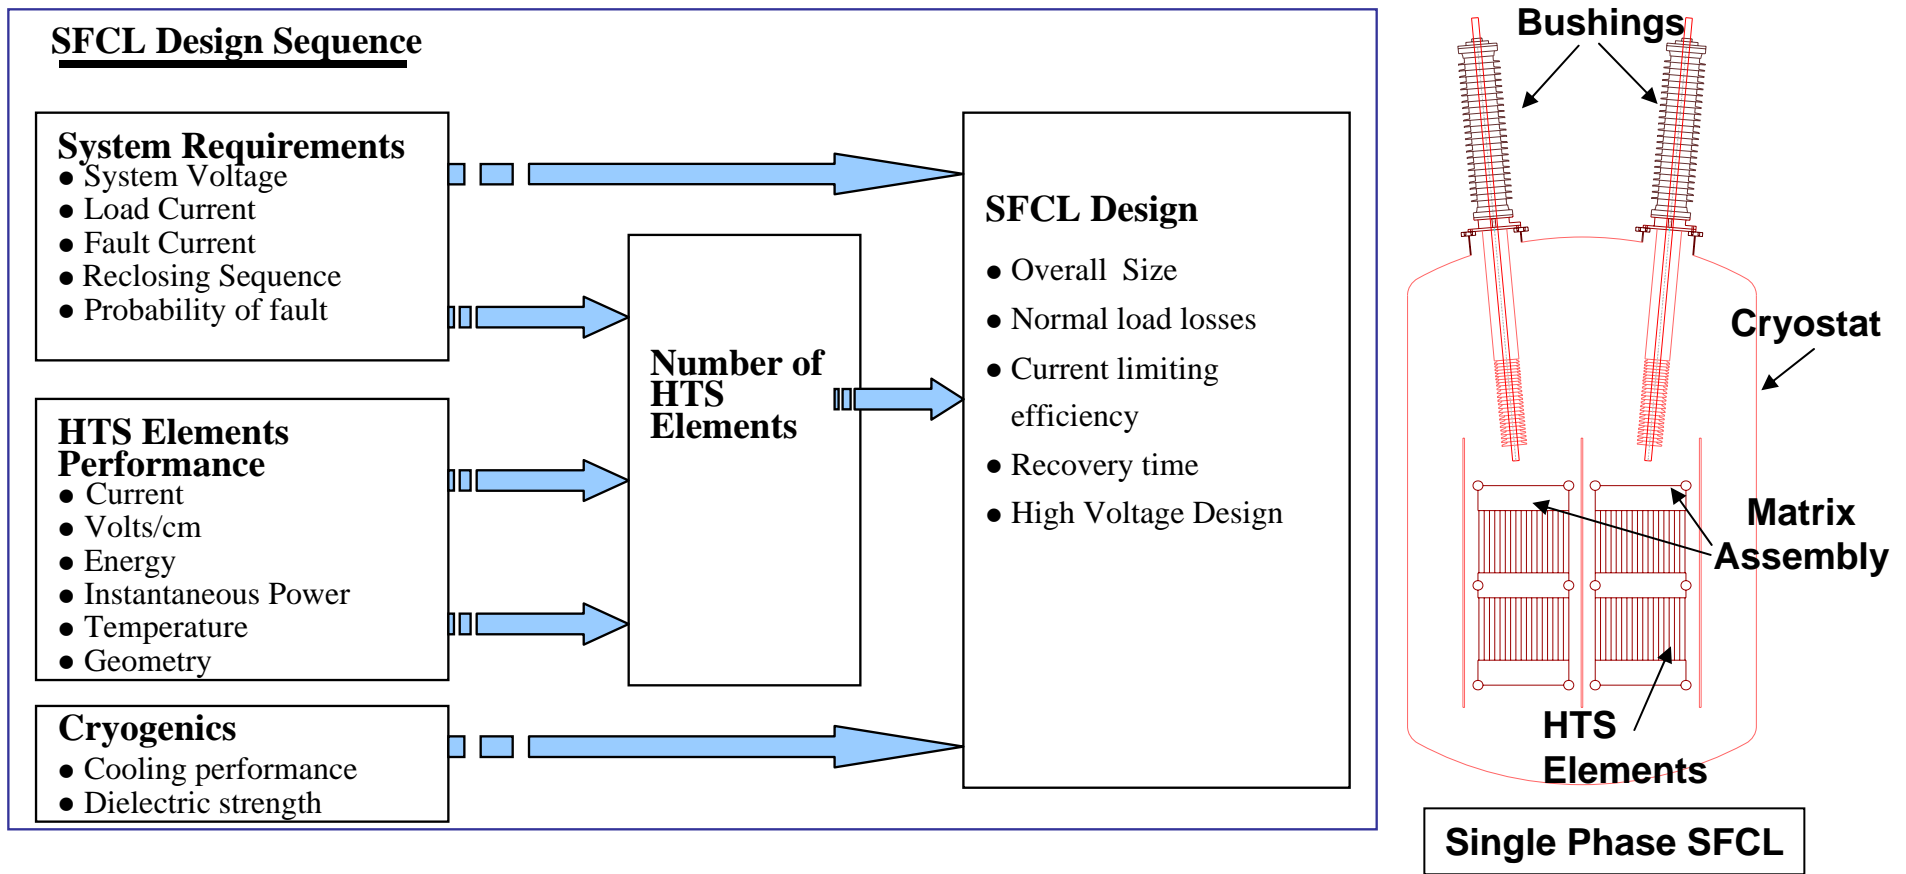 SFCL Design Sequence
System Requirements
● System Voltage
● Load Current
● Fault Current
● Reclosing Sequence
● Probability of fault
HTS Elements
Performance
● Current
● Volts/cm
● Energy
● Instantaneous Power
● Temperature
● Geometry
Cryogenics
● Cooling performance
● Dielectric strength
Number of
HTS
Elements
SFCL Design
● Overall Size
● Normal load losses
● Current limiting
efficiency
● Recovery time
● High Voltage Design
Bushings
Cryostat
Matrix
Assembly
HTS
Elements
Single Phase SFCL